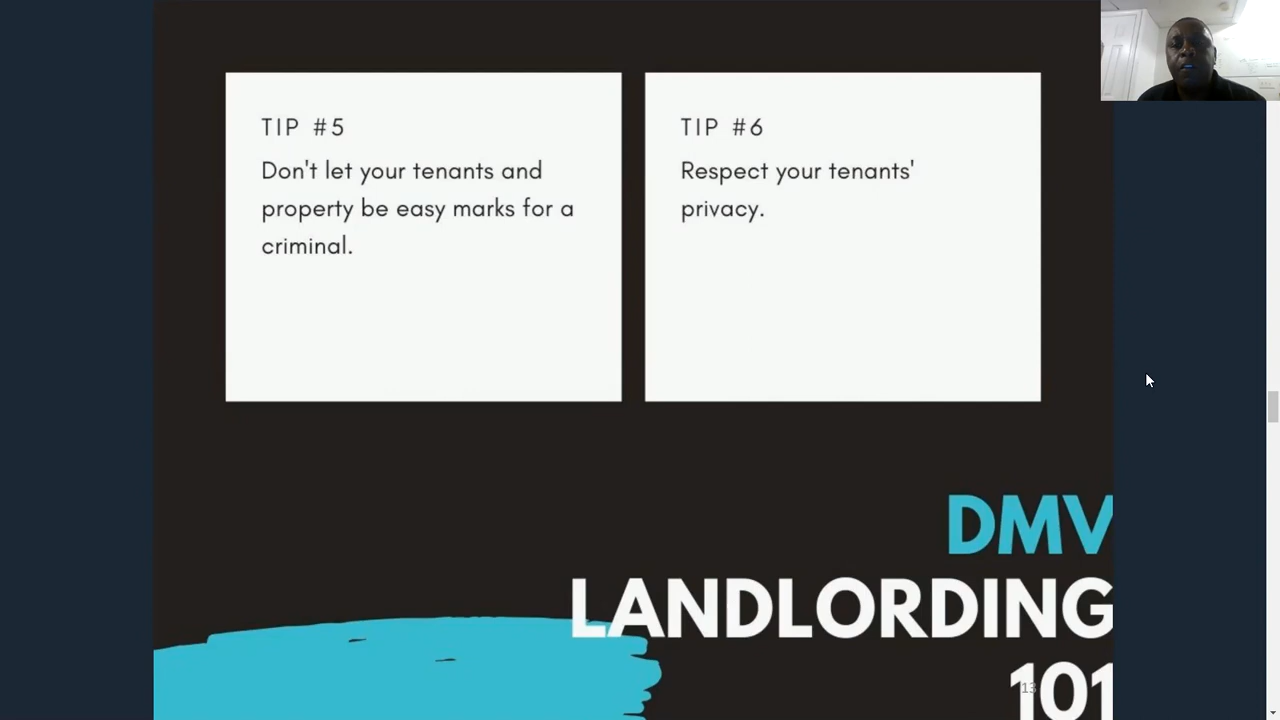 TIP #5
Don't let your tenants and
property be easy marks for a
criminal.
TIP #6
Respect your tenants'
privacy.
DMV
LANDLORDING
101
13